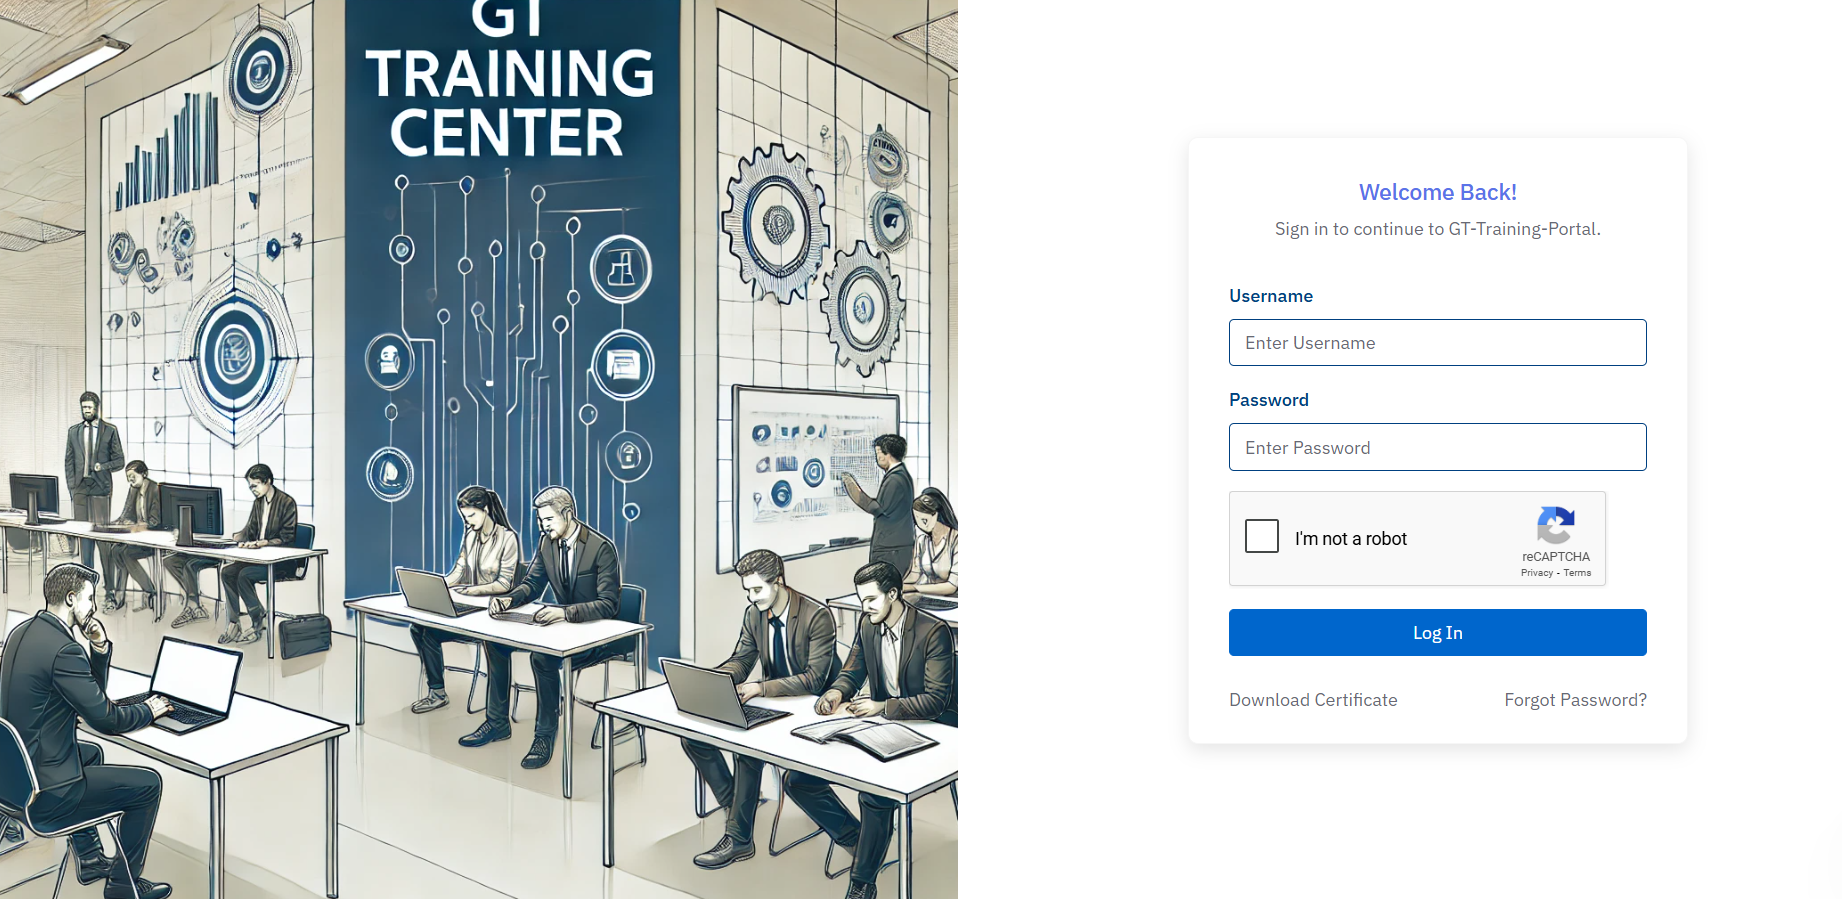 GT
TRAINING
CENTER
Welcome Back!
Sign in to continue to GT-Training-Portal.
Username
Enter Username
Password
Enter Password
I'm not a robot
reCAPTCHA
Privacy - Terms
Log In
Download Certificate
Forgot Password?